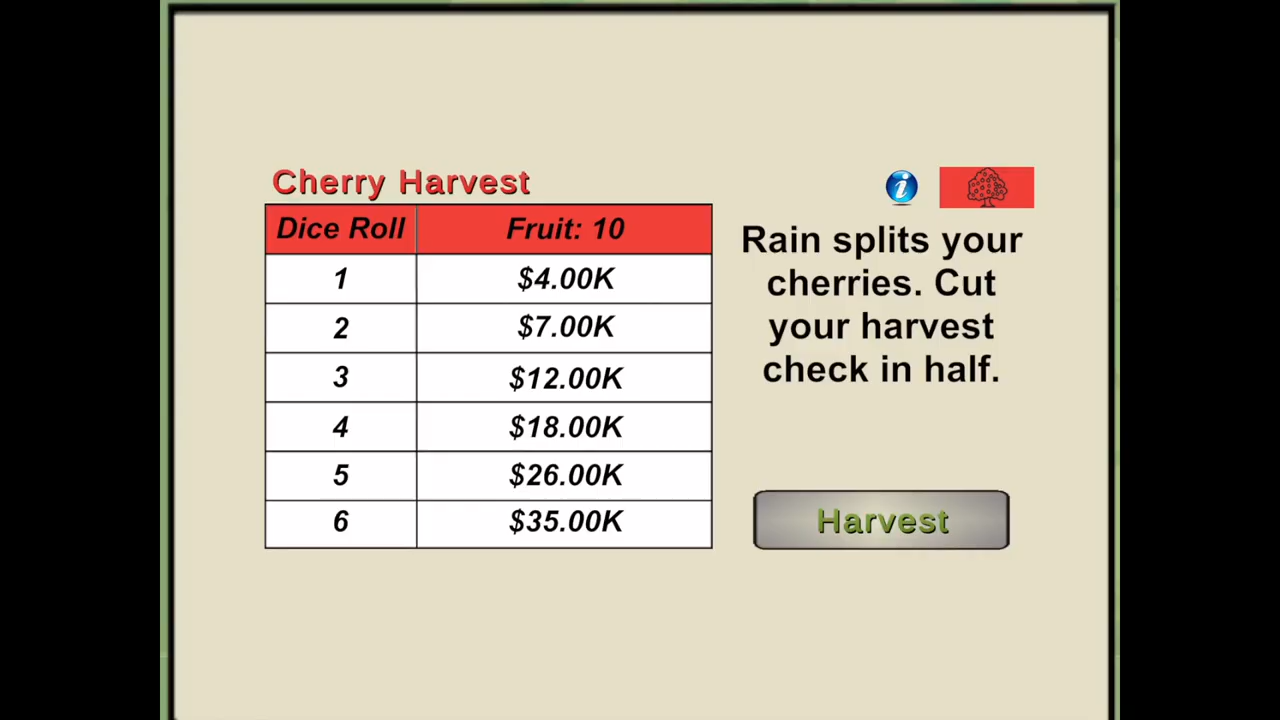 Cherry Harvest
Dice Roll Fruit: 10
1 $4.00K
2 $7.00K
3 $12.00K
4 $18.00K
5 $26.00K
6 $35.00K
i
Rain splits your
cherries. Cut
your harvest
check in half.
Harvest